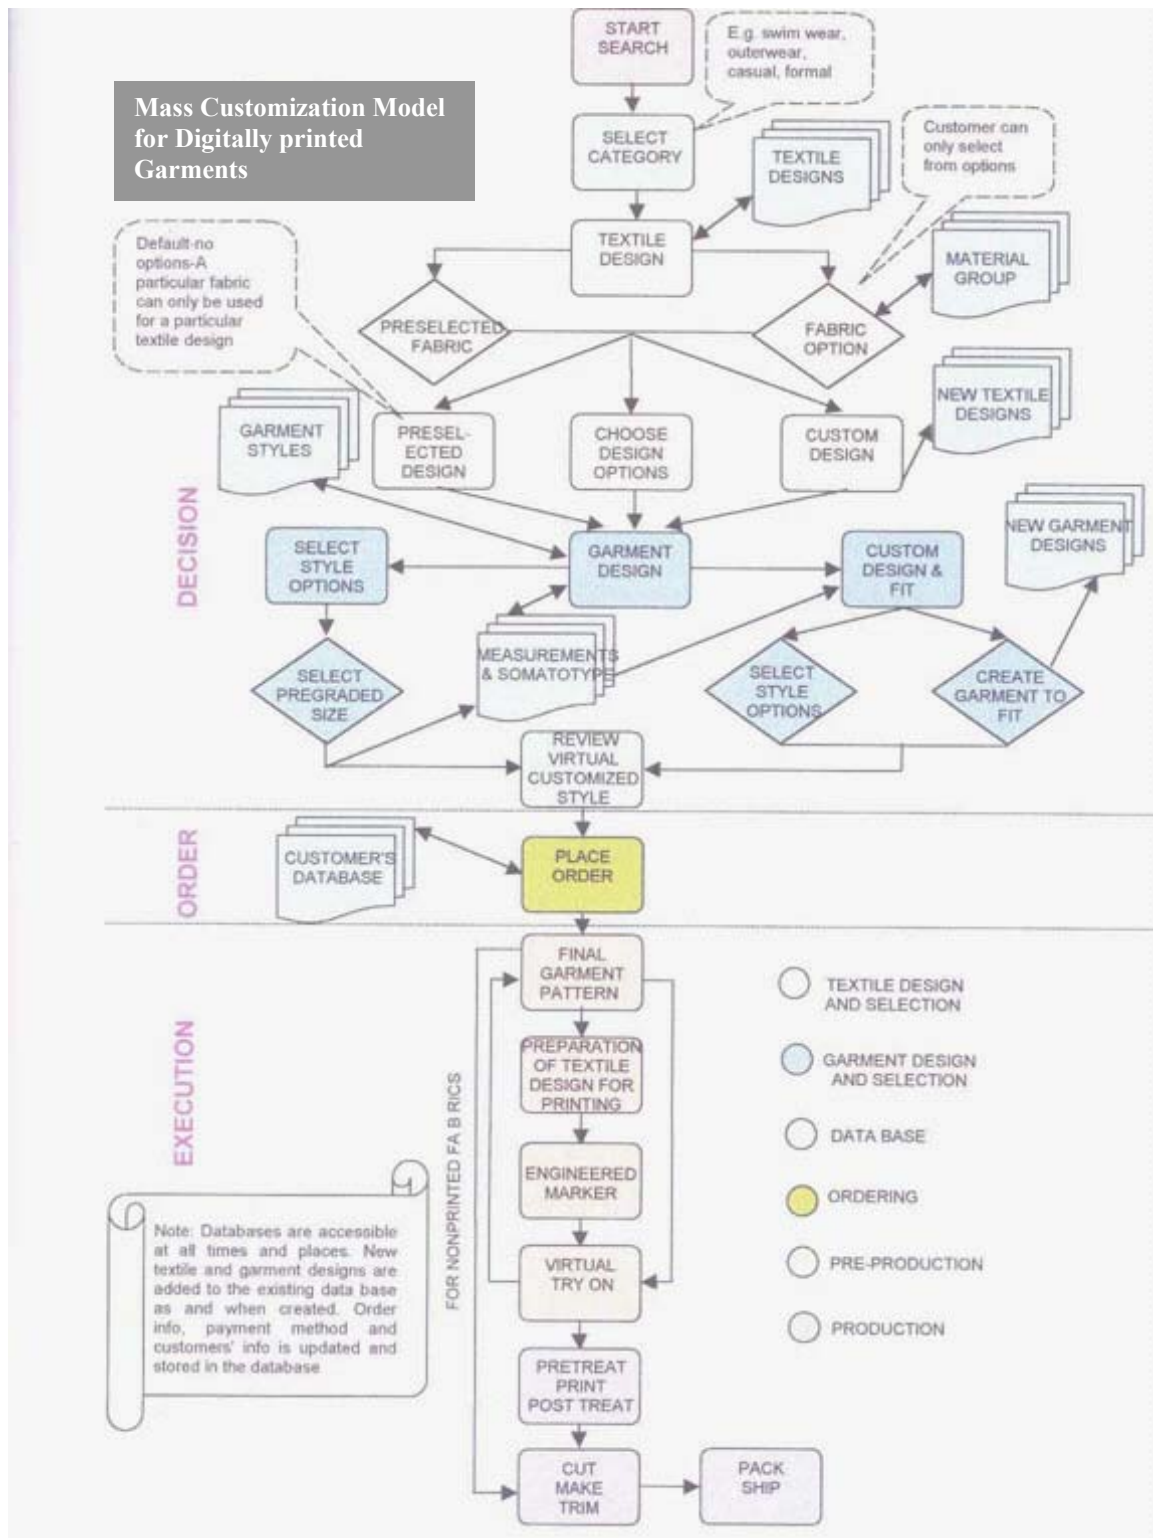 START
SEARCH
E.g. swim wear,
outerwear,
casual, formal
Mass Customization Model
for Digitally printed
Garments
SELECT
CATEGORY
TEXTILE
DESIGNS
Customer can
only select
from options
Default-no
options-A
particular fabric
can only be used
for a particular
textile design
TEXTILE
DESIGN
MATERIAL
GROUP
PRESELECTED
FABRIC
FABRIC
OPTION
GARMENT
STYLES
PRESEL-
ECTED
DESIGN
CHOOSE
DESIGN
OPTIONS
CUSTOM
DESIGN
NEW TEXTILE
DESIGNS
DECISION
SELECT
STYLE
OPTIONS
GARMENT
DESIGN
CUSTOM
DESIGN &
FIT
NEW GARMENT
DESIGNS
SELECT
PREGRADED
SIZE
MEASUREMENTS
& SOMATOTYPE
SELECT
STYLE
OPTIONS
CREATE
GARMENT TO
FIT
REVIEW
VIRTUAL
CUSTOMIZED
STYLE
ORDER
CUSTOMER'S
DATABASE
PLACE
ORDER
EXECUTION
FINAL
GARMENT
PATTERN
PREPARATION
OF TEXTILE
DESIGN FOR
PRINTING
ENGINEERED
MARKER
VIRTUAL
TRY ON
FOR NONPRINTED FA B RICS
PRETREAT
PRINT
POST TREAT
CUT
MAKE
TRIM
PACK
SHIP
TEXTILE DESIGN
AND SELECTION
GARMENT DESIGN
AND SELECTION
DATA BASE
ORDERING
PRE-PRODUCTION
PRODUCTION
Note: Databases are accessible
at all times and places. New
textile and garment designs are
added to the existing data base
as and when created. Order
info, payment method and
customers' info is updated and
stored in the database